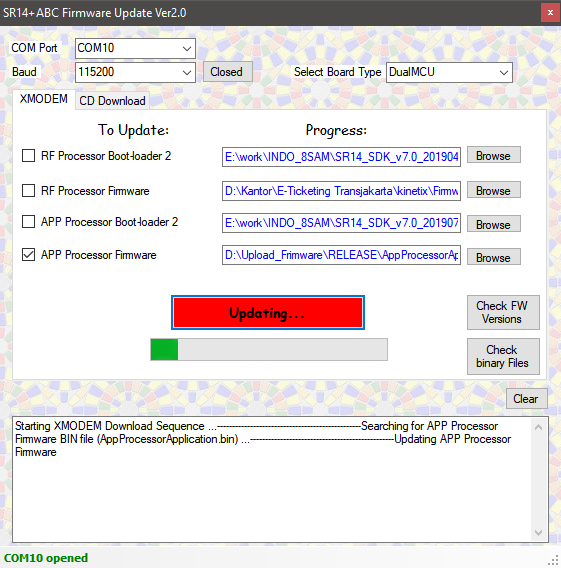 SR14+ABC Firmware Update Ver2.0
x
COM Port
COM10
Baud
115200
Closed
Select Board Type
DualMCU
XMODEM
CD Download
To Update:
Progress:
RF Processor Boot-loader 2
E:\work\INDO_8SAM\SR14_SDK_v7.0_201904
Browse
RF Processor Firmware
D:\Kantor\E-Ticketing Transjakarta\kinetix\Firmw
Browse
APP Processor Boot-loader 2
E:\work\INDO_8SAM\SR14_SDK_v7.0_201907
Browse
APP Processor Firmware
D:\Upload_Frimware\RELEASE\AppProcessorAp
Browse
Updating...
Check FW
Versions
Check
binary Files
Clear
Starting XMODEM Download Sequence ...------------------------------------------------Searching for APP Processor
Firmware BIN file (AppProcessorApplication.bin) ...------------------------------------------------Updating APP Processor
Firmware
COM10 opened